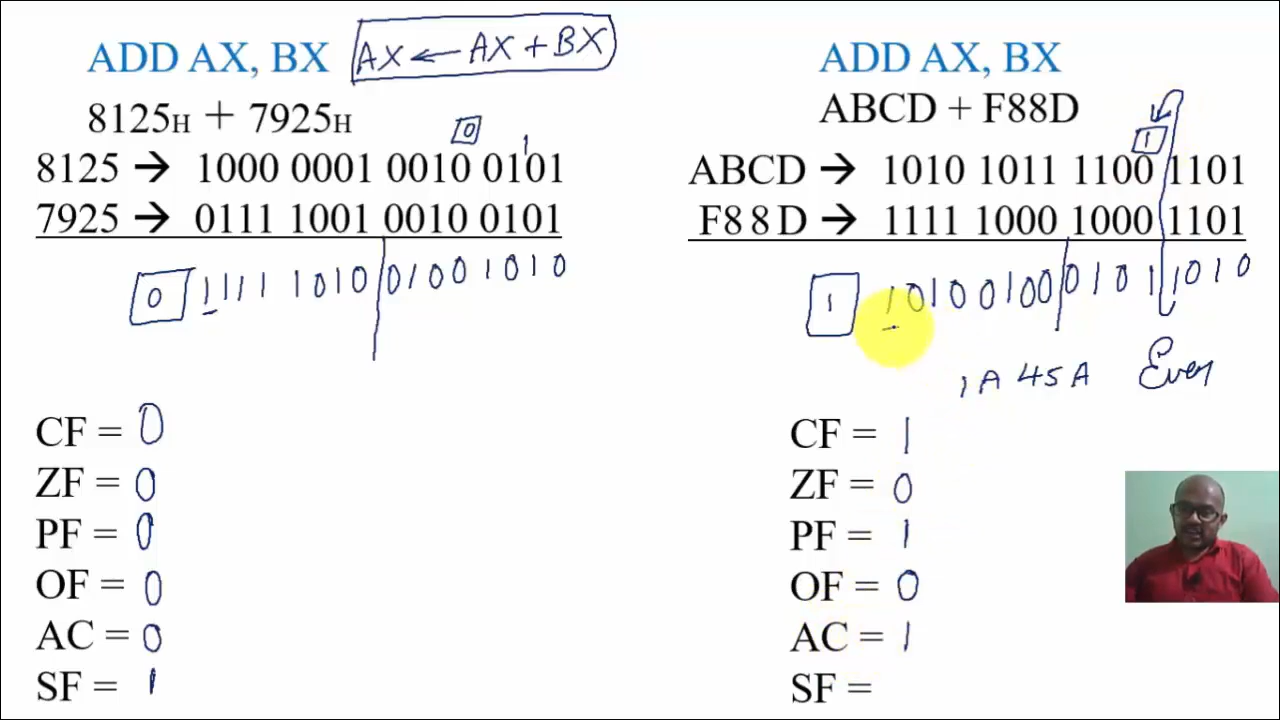 ADD AX, BX AX ← AX + BX
8125H + 7925H
0 1
8125 → 1000 0001 0010 0101
7925 → 0111 1001 0010 0101
0 1111 1010 0100 1010
CF = 0
ZF = 0
PF = 0
OF = 0
AC = 0
SF = 1
ADD AX, BX
ABCD + F88D
1
ABCD → 1010 1011 1100 1101
F88D → 1111 1000 1000 1101
1 1010 0100 0101 1010
1A45A Even
CF = 1
ZF = 0
PF = 1
OF = 0
AC = 1
SF =